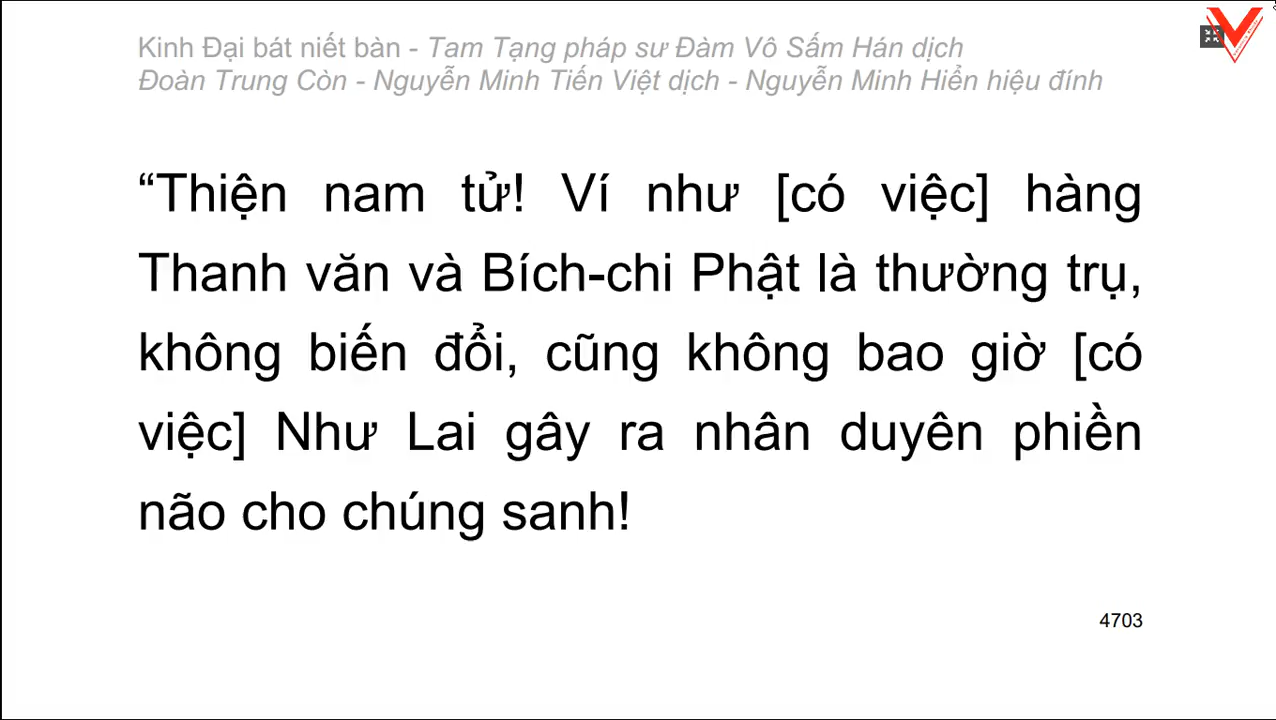 Kinh Đại bát niết bàn - Tam Tạng pháp sư Đàm Vô Sấm Hán dịch
Đoàn Trung Còn - Nguyễn Minh Tiến Việt dịch - Nguyễn Minh Hiển hiệu đính
“Thiện nam tử! Ví như [có việc] hàng
Thanh văn và Bích-chi Phật là thường trụ,
không biến đổi, cũng không bao giờ [có
việc] Như Lai gây ra nhân duyên phiền
não cho chúng sanh!
4703